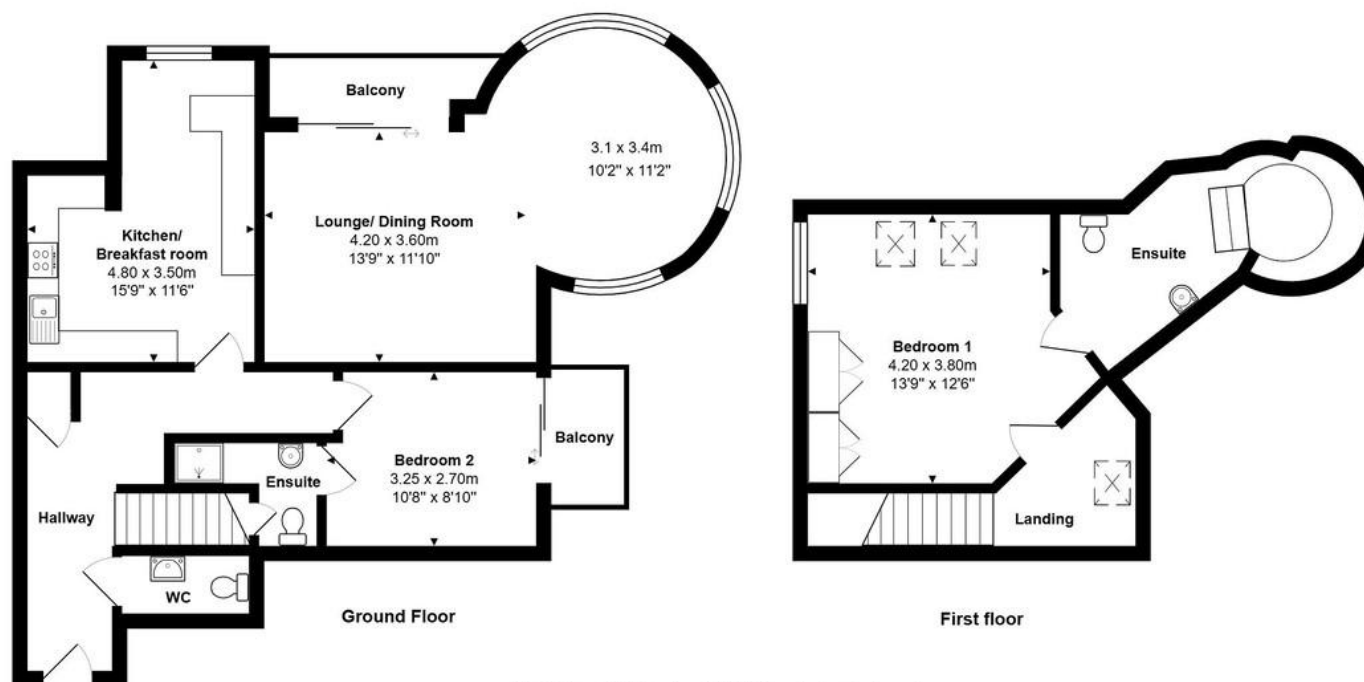 Balcony
3.1 x 3.4m
10'2" x 11'2"
Kitchen/
Breakfast room
4.80 x 3.50m
15'9" x 11'6"
Lounge/ Dining Room
4.20 x 3.60m
13'9" x 11'10"
Bedroom 2
3.25 x 2.70m
10'8" x 8'10"
Balcony
Ensuite
Hallway
WC
Ground Floor
Ensuite
Bedroom 1
4.20 x 3.80m
13'9" x 12'6"
Landing
First floor